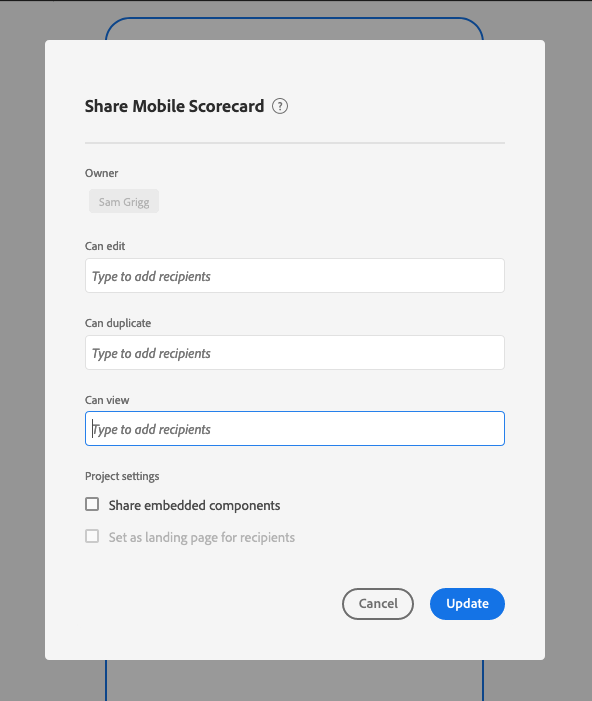 Share Mobile Scorecard ?
Owner
Sam Grigg
Can edit
Type to add recipients
Can duplicate
Type to add recipients
Can view
Type to add recipients
Project settings
Share embedded components
Set as landing page for recipients
Cancel Update